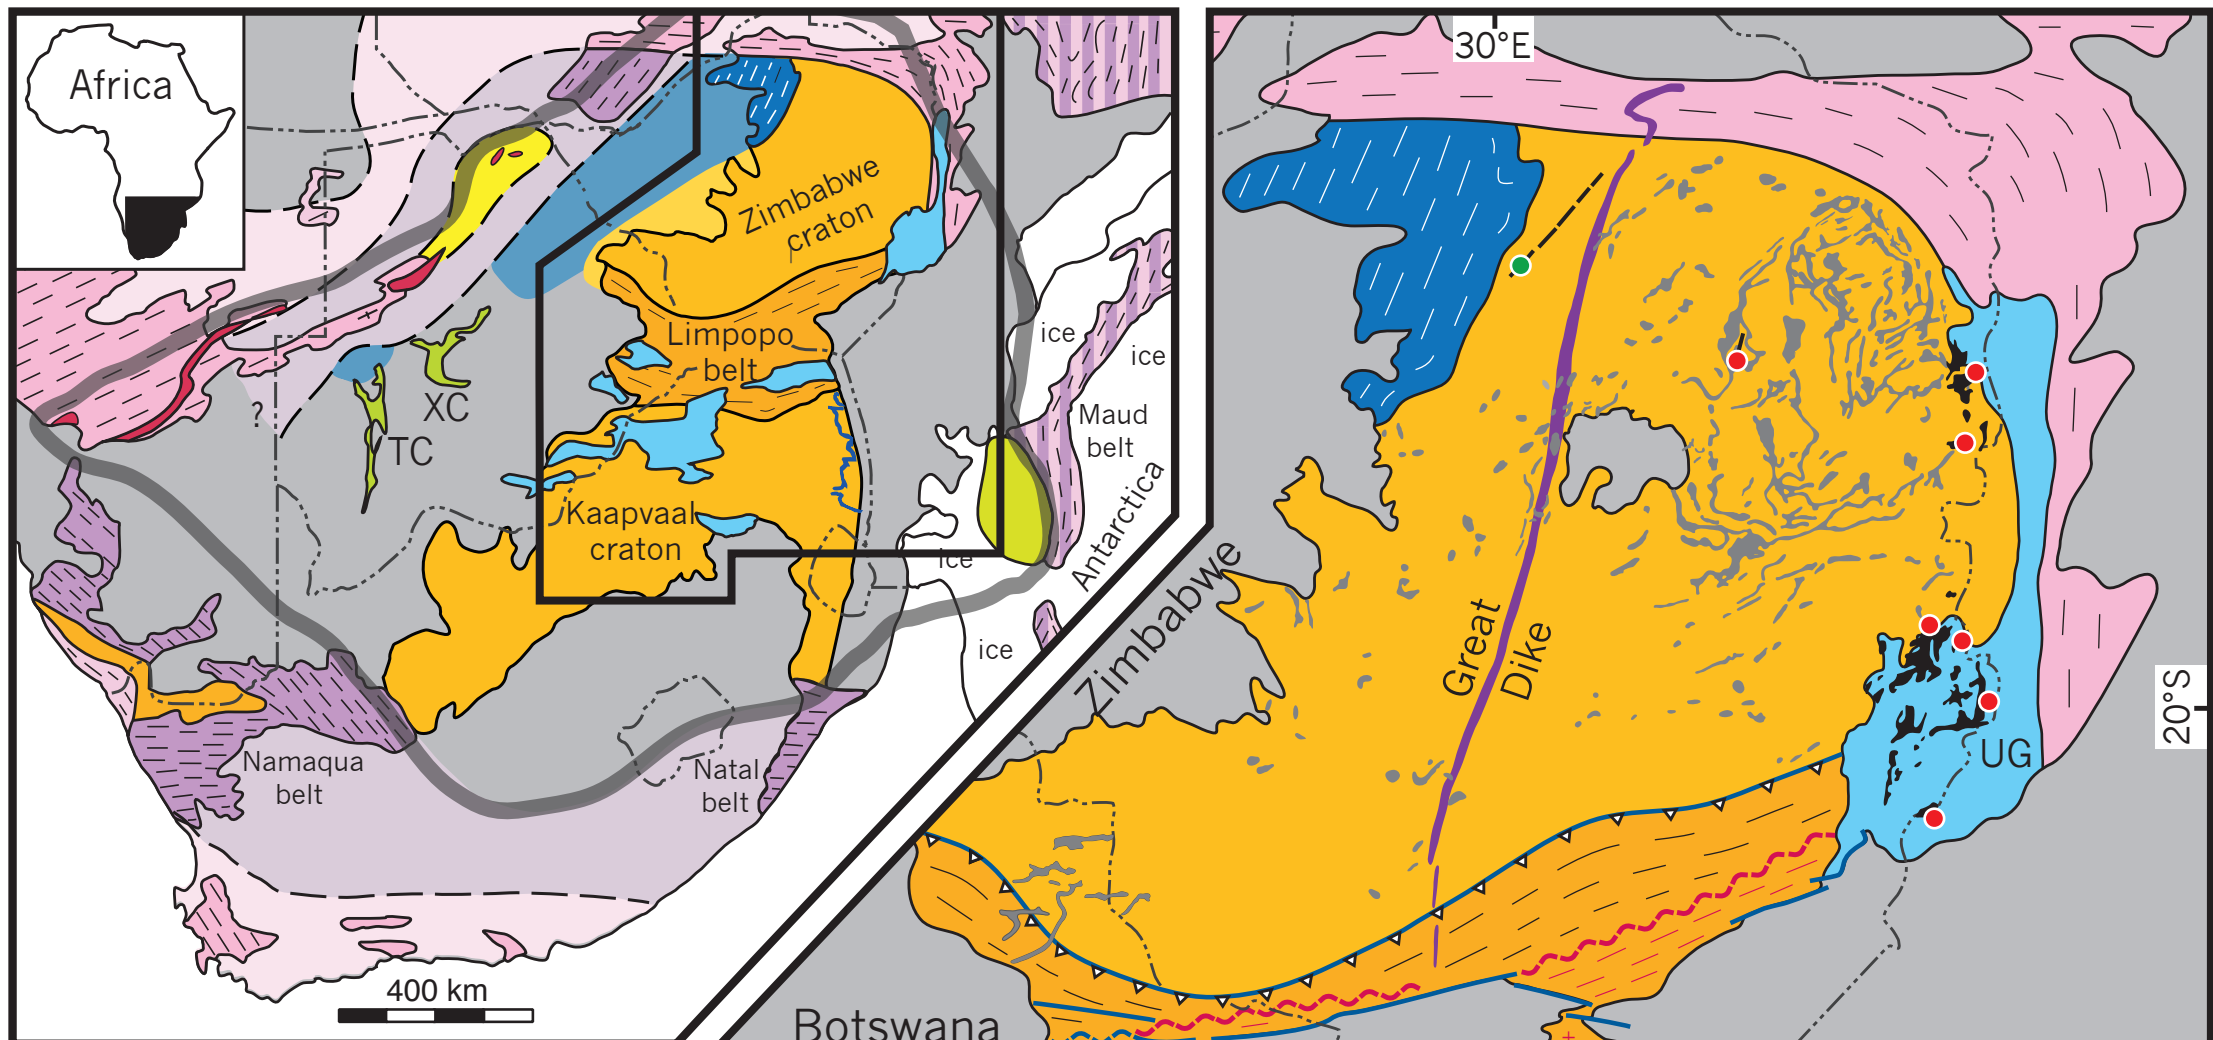 Africa
Zimbabwe
craton
Limpopo
belt
XC
TC
?
Kaapvaal
craton
ice
ice
Maud
belt
Antarctica
ice
ice
Namaqua
belt
Natal
belt
400 km
30°E
20°S
Great
Dike
UG
Zimbabwe
Botswana